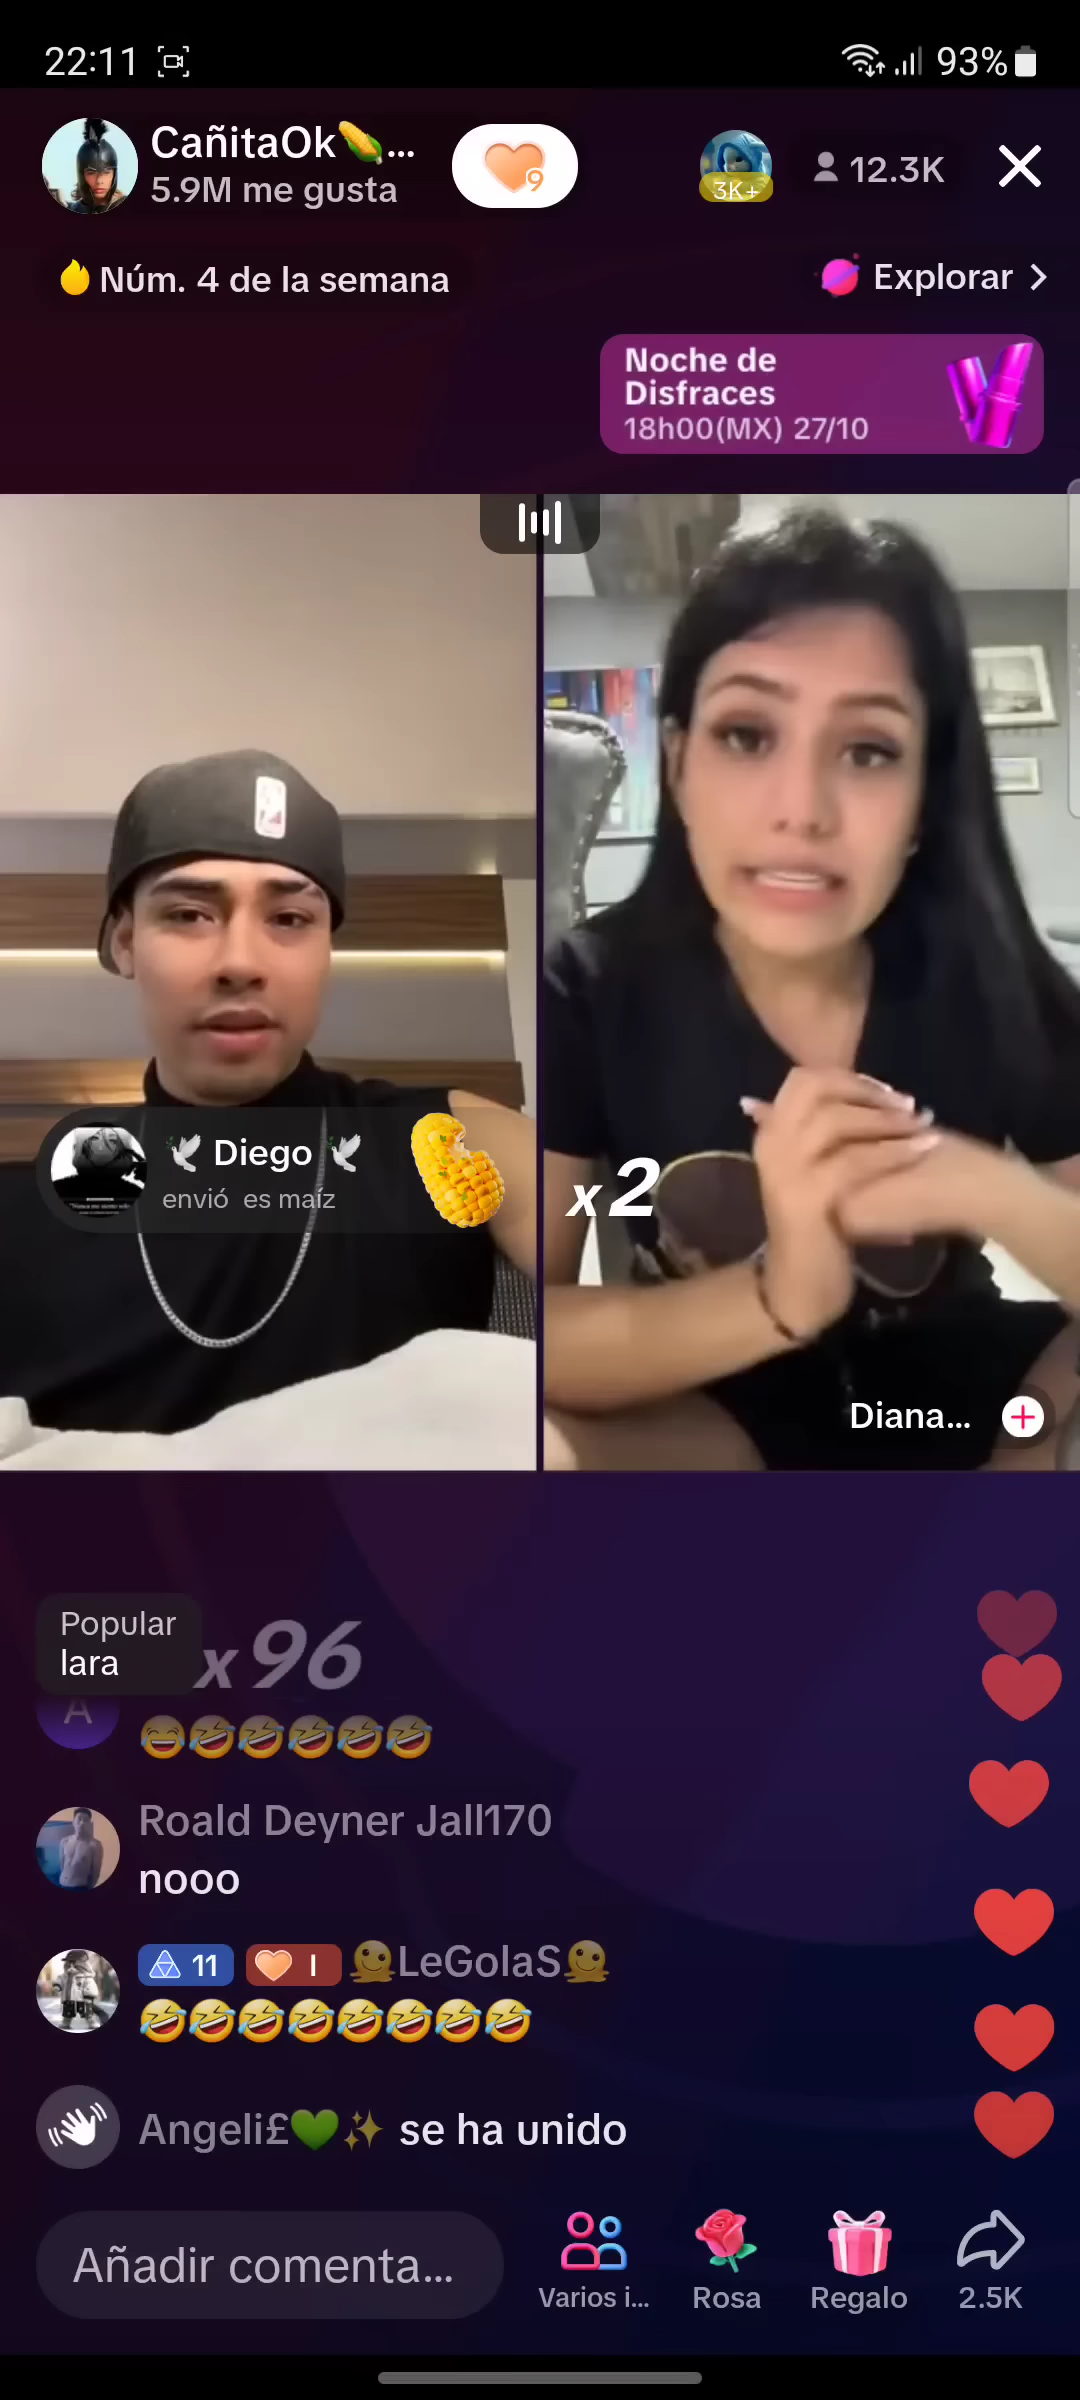 22:11
93%
CañitaOk🌽...
5.9M me gusta
9
3K+
12.3K
Núm. 4 de la semana
Explorar
Noche de
Disfraces
18h00(MX) 27/10
🕊 Diego 🕊
envió es maíz
x2
Diana...
Popular
lara
x96
A
😂🤣🤣🤣🤣🤣
Roald Deyner Jall170
nooo
11 I 🫠LeGolaS🫠
🤣🤣🤣🤣🤣🤣🤣🤣
Angeli£💚✨ se ha unido
Añadir comenta...
Varios i...
Rosa
Regalo
2.5K